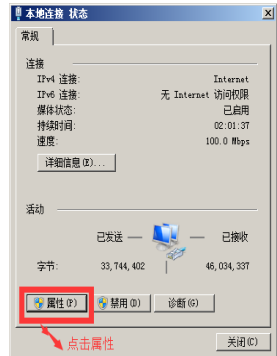 本地连接 状态
常规
连接
IPv4 连接: Internet
IPv6 连接: 无 Internet 访问权限
媒体状态: 已启用
持续时间: 02:01:37
速度: 100.0 Mbps
详细信息(E)...
活动
已发送 — — 已接收
字节: 33,744,402 | 46,034,337
属性(P) 禁用(D) 诊断(G)
点击属性
关闭(C)